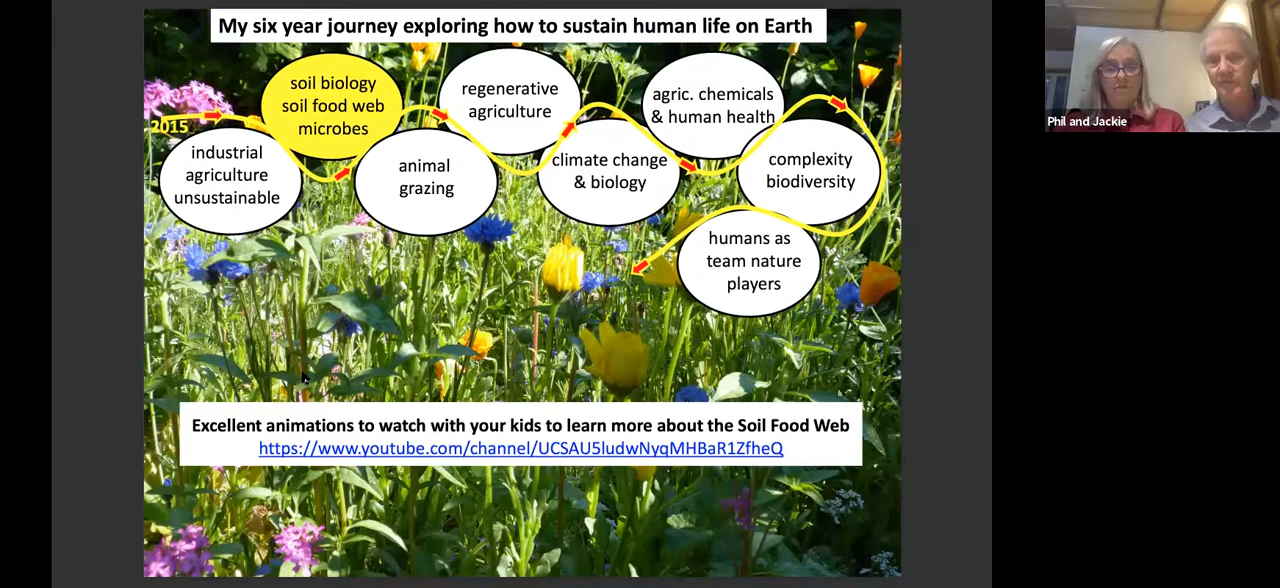 My six year journey exploring how to sustain human life on Earth
2015
industrial
agriculture
unsustainable
soil biology
soil food web
microbes
animal
grazing
regenerative
agriculture
climate change
& biology
agric. chemicals
& human health
complexity
biodiversity
humans as
team nature
players
Excellent animations to watch with your kids to learn more about the Soil Food Web
https://www.youtube.com/channel/UCSAU5ludwNyqMHBaR1ZfheQ
Phil and Jackie